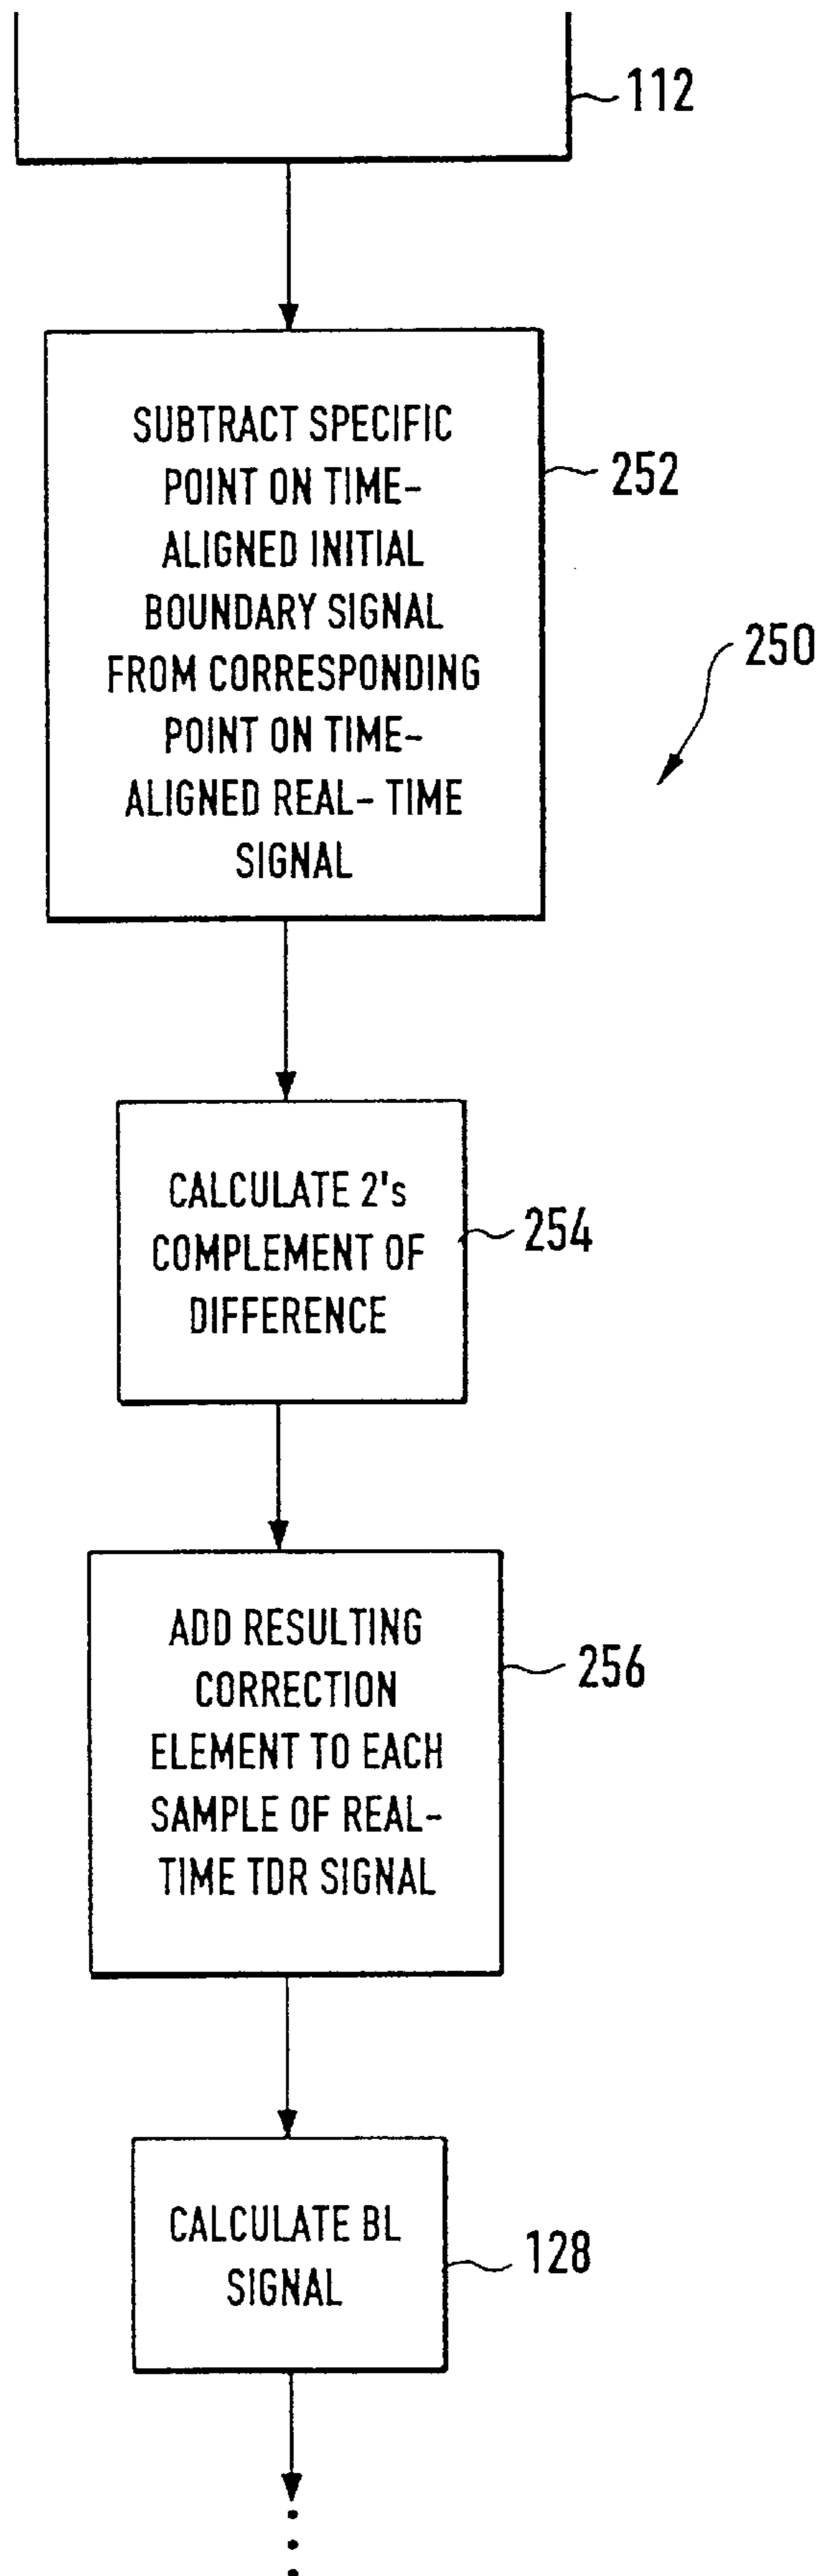 112
SUBTRACT SPECIFIC
POINT ON TIME-
ALIGNED INITIAL
BOUNDARY SIGNAL
FROM CORRESPONDING
POINT ON TIME-
ALIGNED REAL- TIME
SIGNAL
252
250
CALCULATE 2's
COMPLEMENT OF
DIFFERENCE
254
ADD RESULTING
CORRECTION
ELEMENT TO EACH
SAMPLE OF REAL-
TIME TDR SIGNAL
256
CALCULATE BL
SIGNAL
128